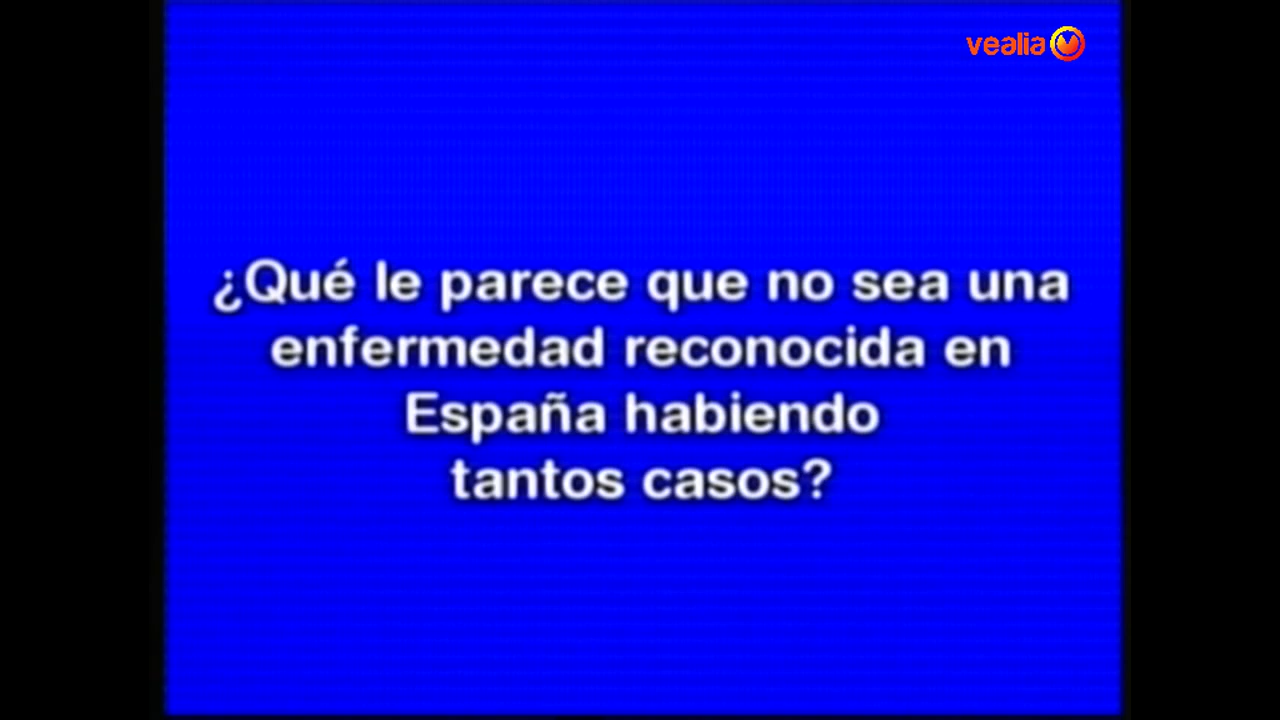 vealia
¿Qué le parece que no sea una
enfermedad reconocida en
España habiendo
tantos casos?